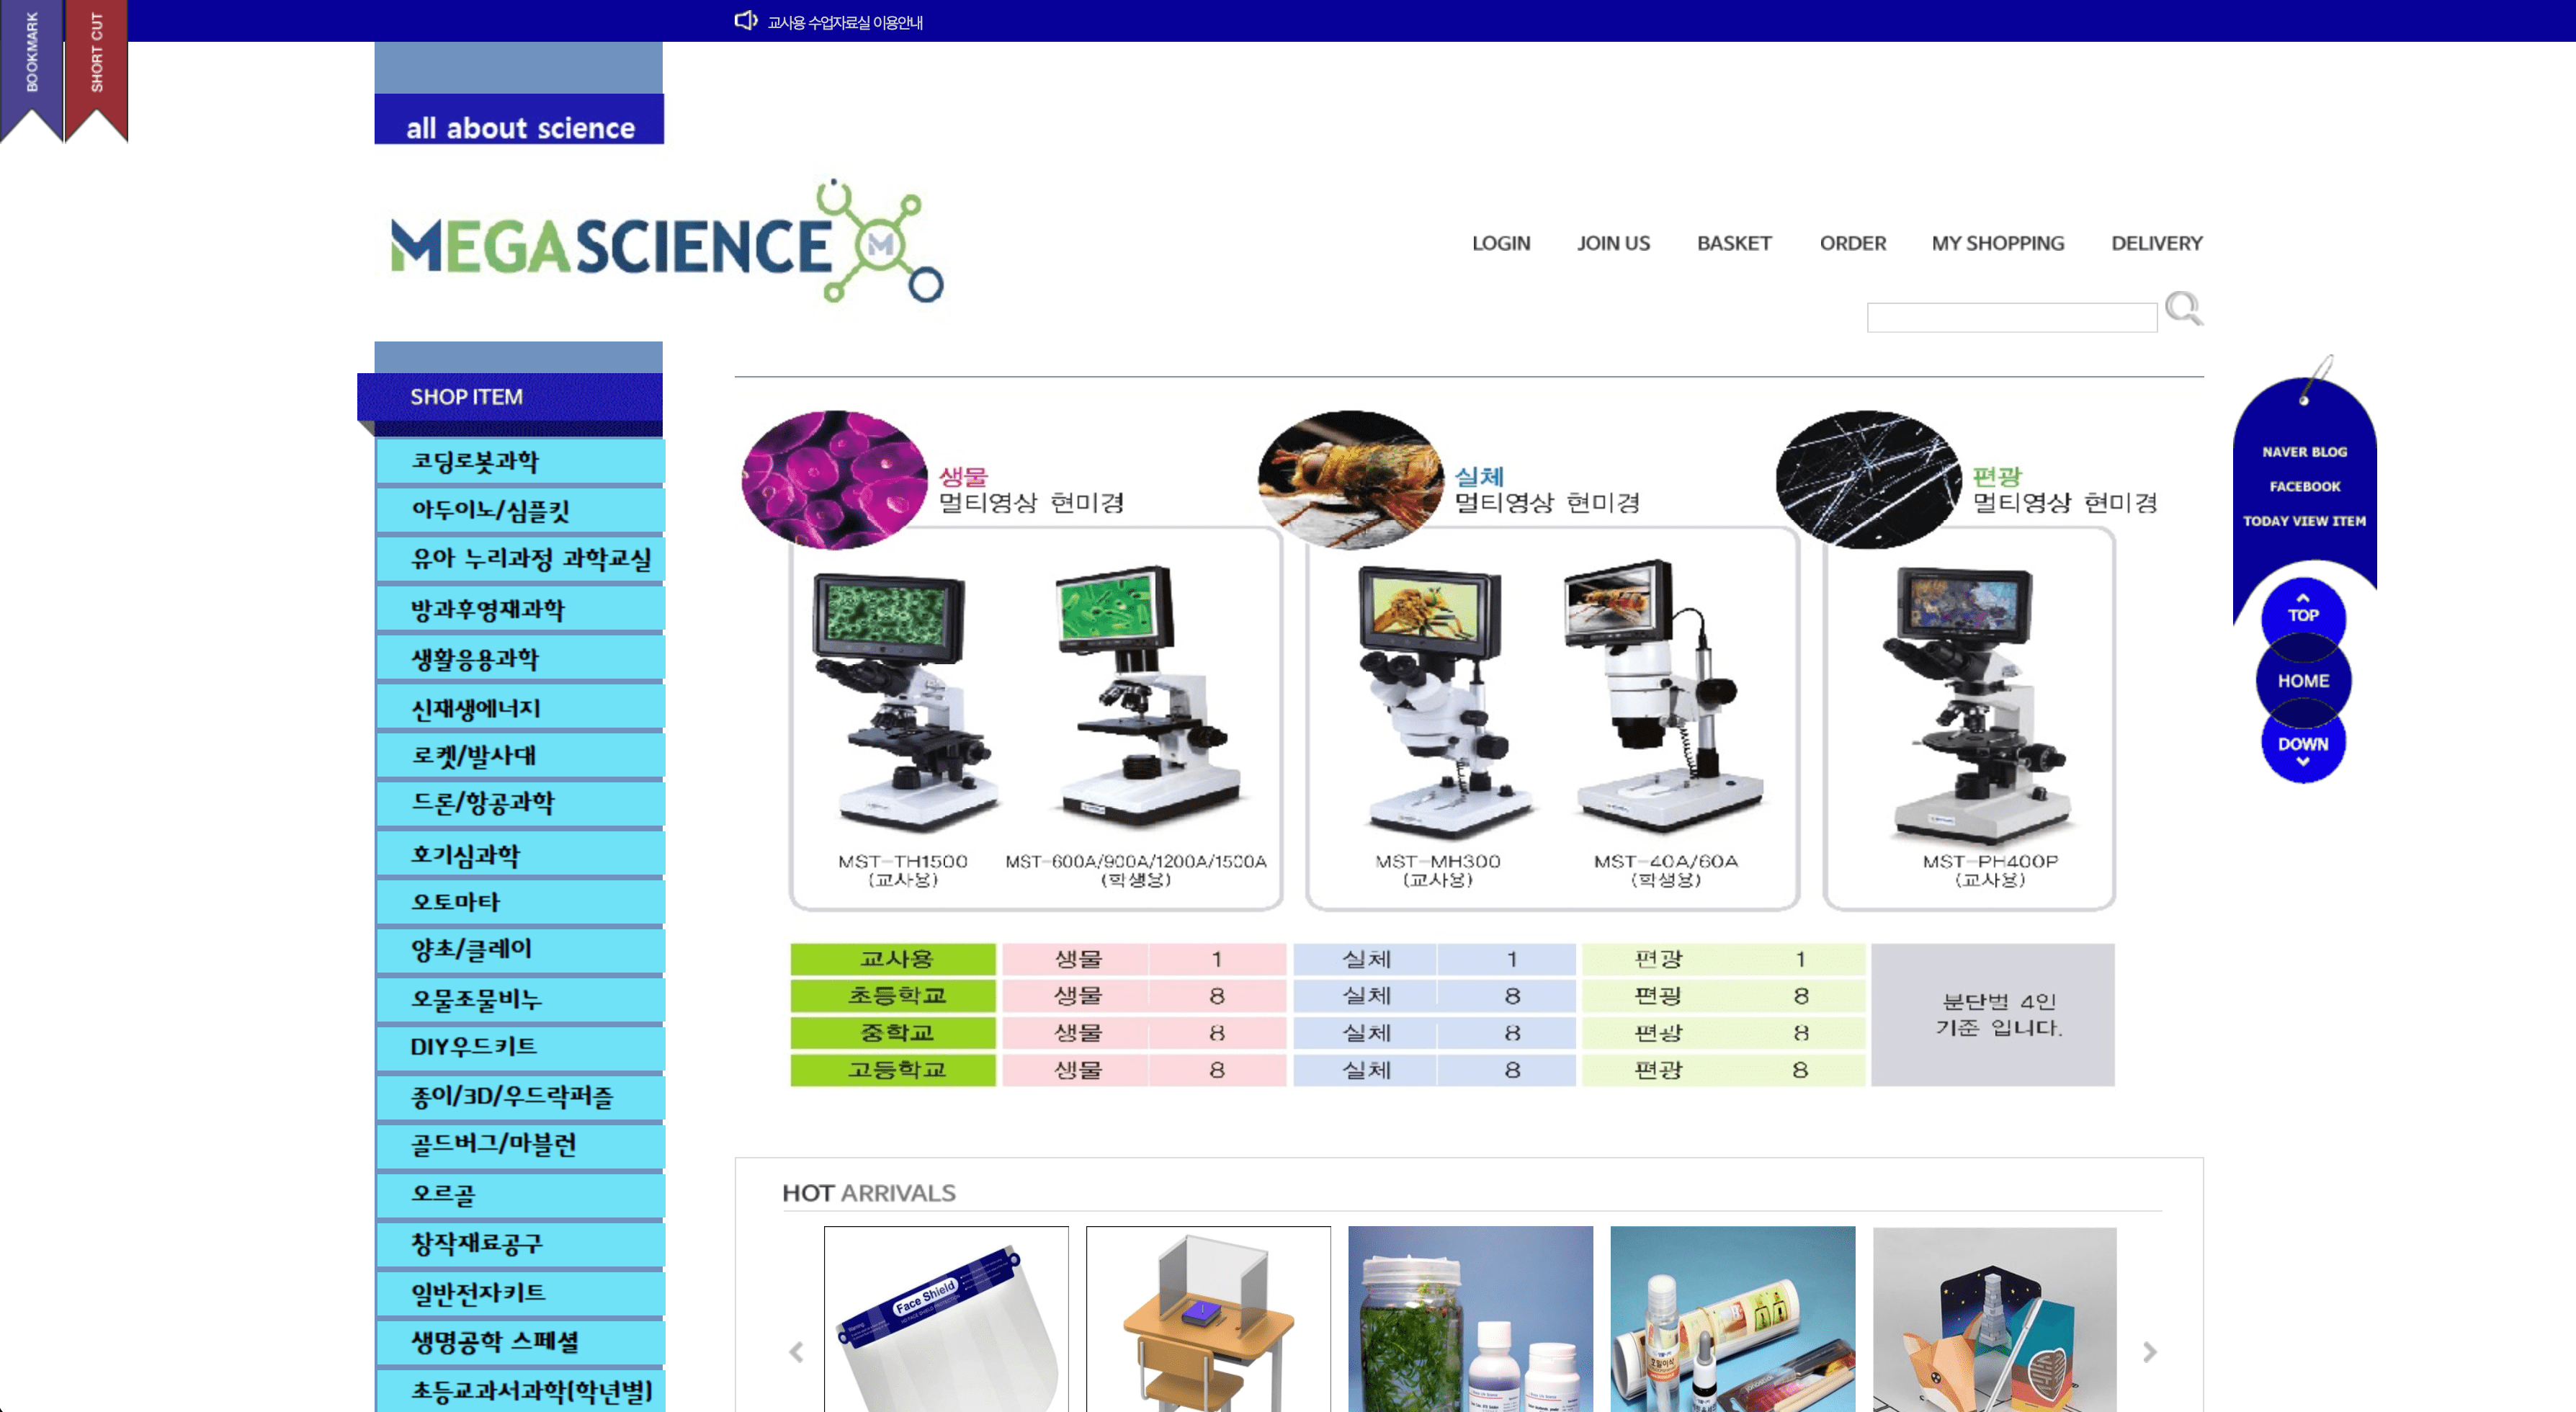 BOOKMARK
SHORT CUT
교사용 수업자료실 이용안내
all about science
MEGASCIENCE
M
LOGIN
JOIN US
BASKET
ORDER
MY SHOPPING
DELIVERY
SHOP ITEM
코딩로봇과학
아두이노/심플킷
유아 누리과정 과학교실
방과후영재과학
생활응용과학
신재생에너지
로켓/발사대
드론/항공과학
호기심과학
오토마타
양초/클레이
오물조물비누
DIY우드키트
종이/3D/우드락퍼즐
골드버그/마블런
오르골
창작재료공구
일반전자키트
생명공학 스페셜
초등교과서과학(학년별)
생물
멀티영상 현미경
실체
멀티영상 현미경
편광
멀티영상 현미경
MST-TH1500
(교사용)
MST-600A/900A/1200A/1500A
(학생용)
MST-MH300
(교사용)
MST-40A/60A
(학생용)
MST-PH400P
(교사용)
교사용 생물 1 실체 1 편광 1
초등학교 생물 8 실체 8 편광 8
중학교 생물 8 실체 8 편광 8
고등학교 생물 8 실체 8 편광 8
분단별 4인
기준 입니다.
HOT ARRIVALS
Face Shield
NAVER BLOG
FACEBOOK
TODAY VIEW ITEM
TOP
HOME
DOWN